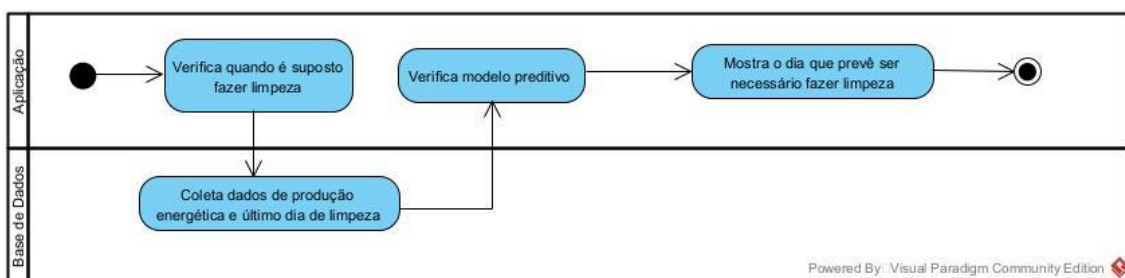 Aplicação
Verifica quando é suposto
fazer limpeza
Verifica modelo preditivo
Mostra o dia que prevê ser
necessário fazer limpeza
Base de Dados
Coleta dados de produção
energética e último dia de limpeza
Powered By Visual Paradigm Community Edition